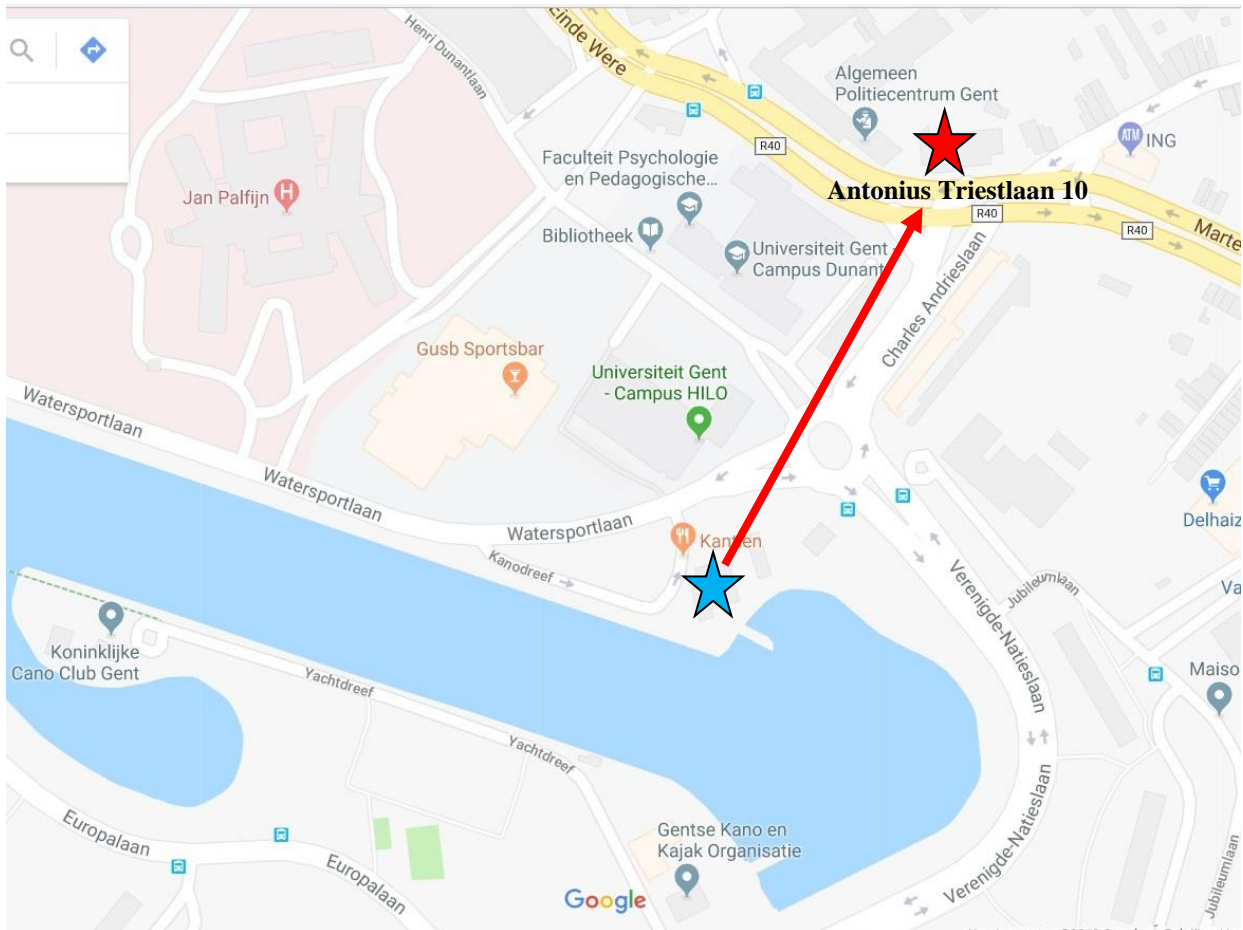 Einde Were
Henri Dunantlaan
Algemeen
Politiecentrum Gent
R40
ATM
ING
Faculteit Psychologie
en Pedagogische...
Jan Palfijn
H
Antonius Triestlaan 10
R40
R40
Bibliotheek
Universiteit Gent -
Campus Dunant
Charles Andrieslaan
Gusb Sportsbar
Universiteit Gent
- Campus HILO
Watersportlaan
Watersportlaan
Watersportlaan
Kanodreef
Delhaiz
Verenigde-Natieslaan
Jubileumlaan
Va
Koninklijke
Cano Club Gent
Yachtdreef
Maiso
Yachtdreef
Europalaan
Gentse Kano en
Kajak Organisatie
Europalaan
Verenigde-Natieslaan
Jubileumlaan
Google